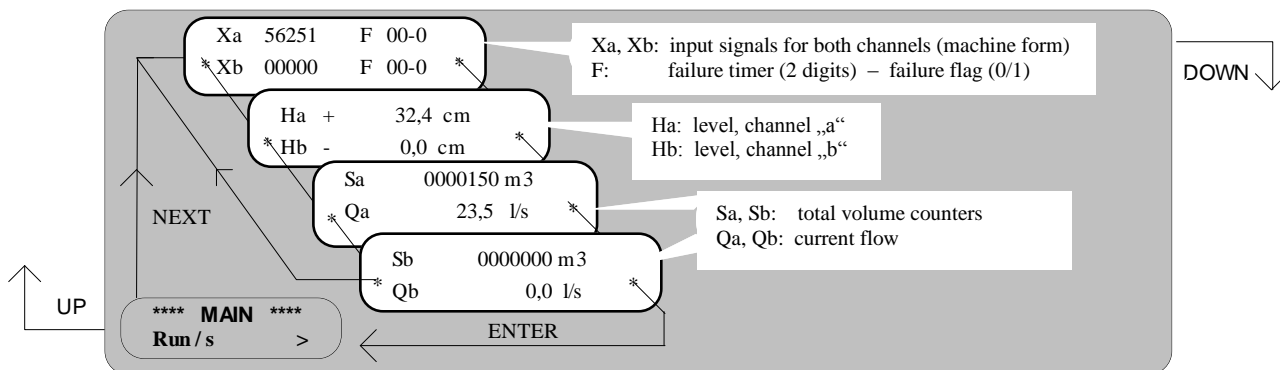 Xa 56251 F 00-0
* Xb 00000 F 00-0 *
Xa, Xb: input signals for both channels (machine form)
F: failure timer (2 digits) – failure flag (0/1)
DOWN
Ha + 32,4 cm
* Hb - 0,0 cm *
Ha: level, channel „a“
Hb: level, channel „b“
Sa 0000150 m3
* Qa 23,5 l/s *
NEXT
Sa, Sb: total volume counters
Qa, Qb: current flow
Sb 0000000 m3
* Qb 0,0 l/s *
UP
**** MAIN ****
Run / s >
ENTER